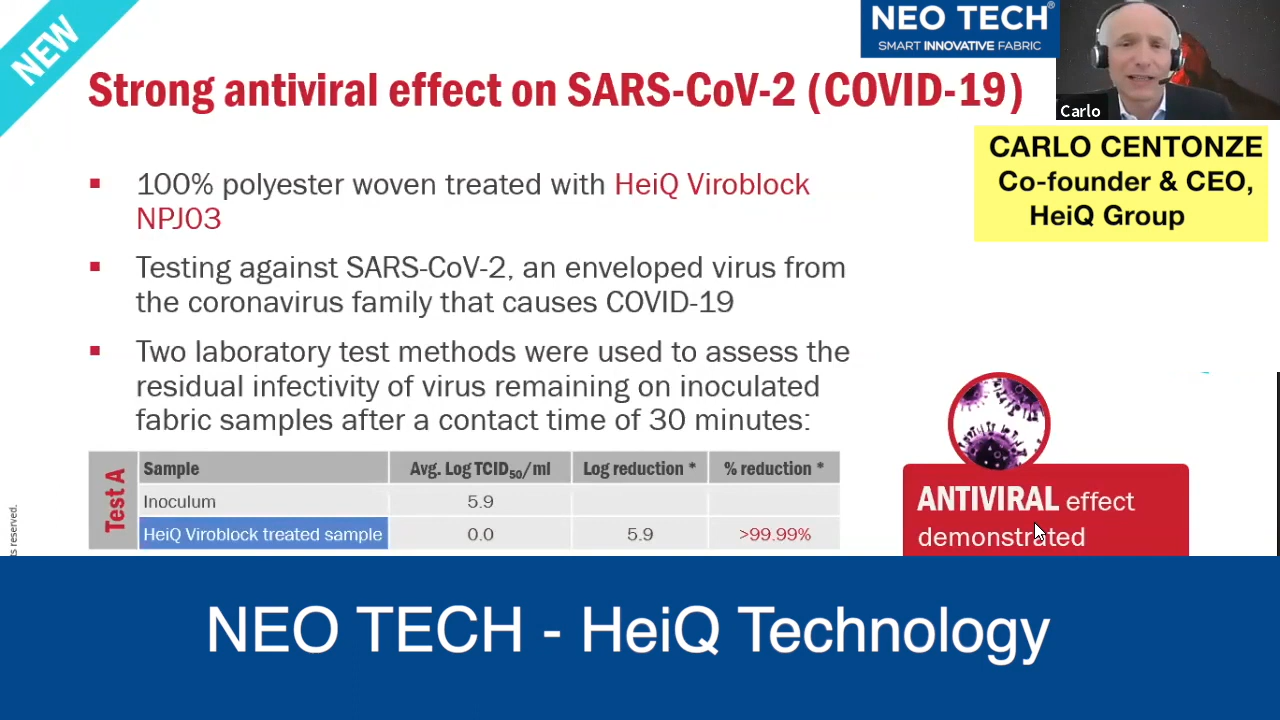 NEW
NEO TECH®
SMART INNOVATIVE FABRIC
Carlo
Strong antiviral effect on SARS-CoV-2 (COVID-19)
CARLO CENTONZE
Co-founder & CEO,
HeiQ Group
▪ 100% polyester woven treated with HeiQ Viroblock
NPJ03
▪ Testing against SARS-CoV-2, an enveloped virus from
the coronavirus family that causes COVID-19
▪ Two laboratory test methods were used to assess the
residual infectivity of virus remaining on inoculated
fabric samples after a contact time of 30 minutes:
Test A
Sample Avg. Log TCID50/ml Log reduction * % reduction *
Inoculum 5.9
HeiQ Viroblock treated sample 0.0 5.9 >99.99%
ANTIVIRAL effect
demonstrated
reserved.
NEO TECH - HeiQ Technology